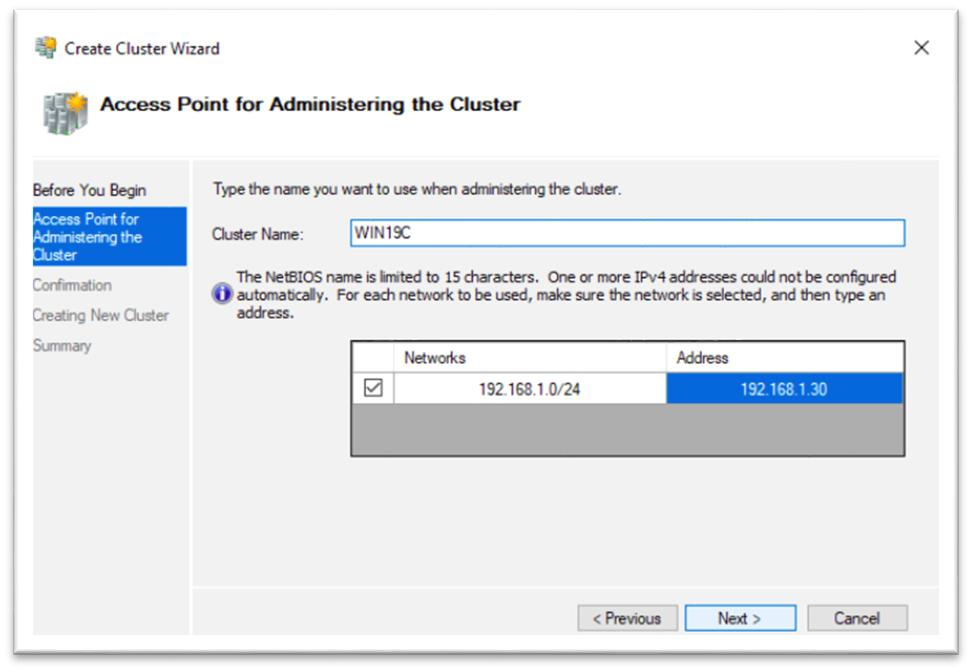 Create Cluster Wizard
Access Point for Administering the Cluster
Before You Begin
Access Point for
Administering the
Cluster
Confirmation
Creating New Cluster
Summary
Type the name you want to use when administering the cluster.
Cluster Name: WIN19C
The NetBIOS name is limited to 15 characters. One or more IPv4 addresses could not be configured
automatically. For each network to be used, make sure the network is selected, and then type an
address.
Networks Address
192.168.1.0/24 192.168.1.30
< Previous Next > Cancel